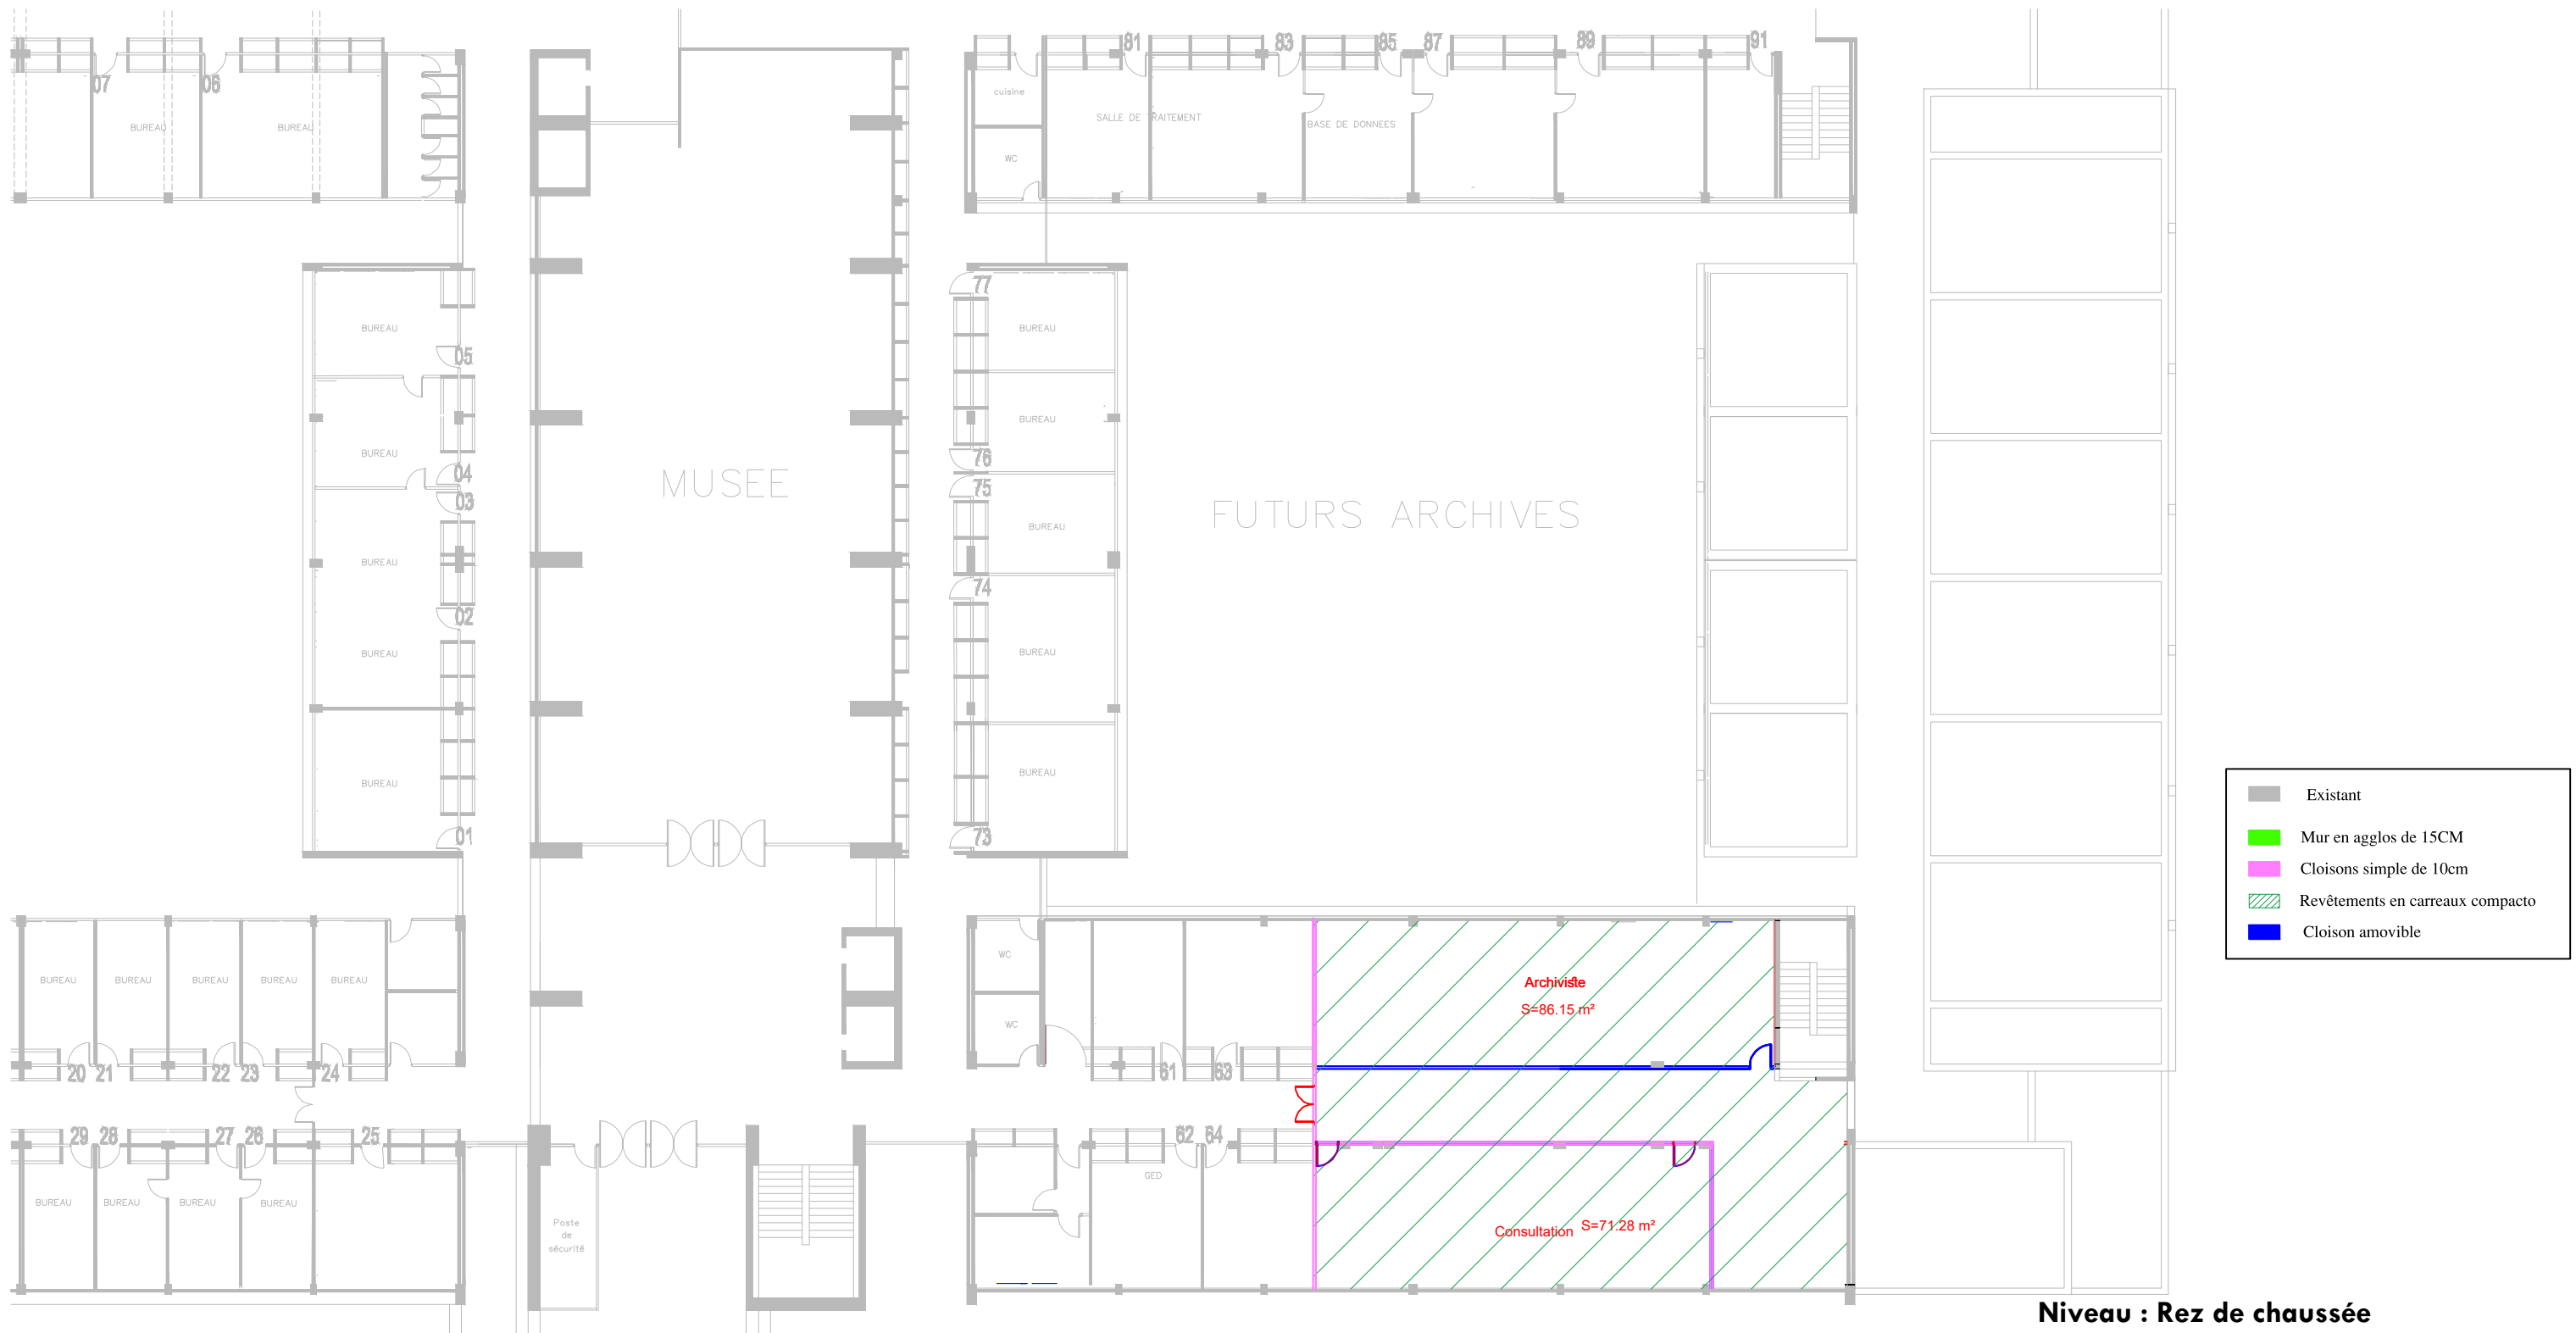 81
83
85
87
89
91
07
06
cuisine
SALLE DE TRAITEMENT
BASE DE DONNEES
BUREAU
BUREAU
WC
77
BUREAU
BUREAU
05
BUREAU
BUREAU
76
04
75
03
MUSEE
FUTURS ARCHIVES
BUREAU
BUREAU
74
02
BUREAU
BUREAU
BUREAU
BUREAU
01
73
Existant
Mur en agglos de 15CM
Cloisons simple de 10cm
Revêtements en carreaux compacto
Cloison amovible
WC
BUREAU
BUREAU
BUREAU
BUREAU
BUREAU
Archiviste
S=86.15 m²
WC
20
21
22
23
24
61
63
29
28
27
26
25
62
64
GED
BUREAU
BUREAU
BUREAU
BUREAU
Poste
de
sécurité
Consultation
S=71.28 m²
Niveau : Rez de chaussée